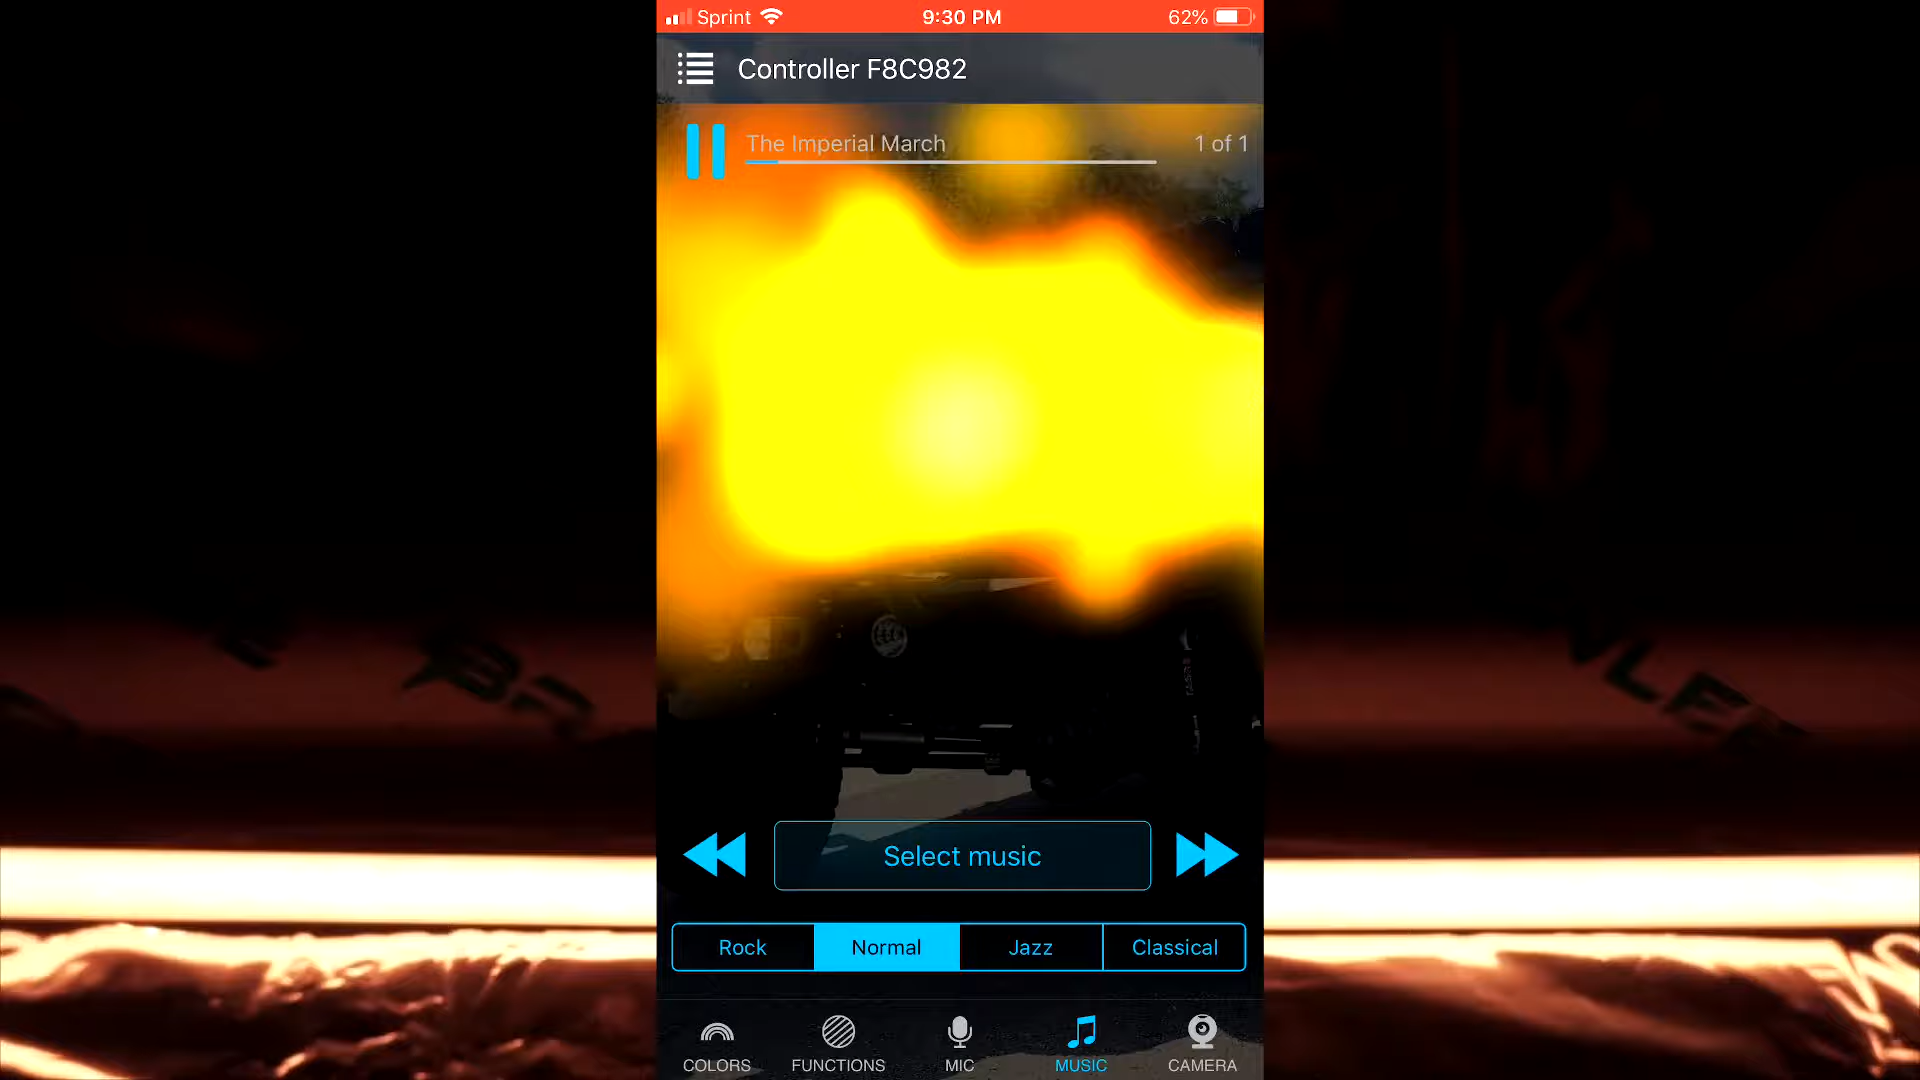 Sprint 9:30 PM 62%
Controller F8C982
The Imperial March 1 of 1
Select music
Rock Normal Jazz Classical
COLORS FUNCTIONS MIC MUSIC CAMERA